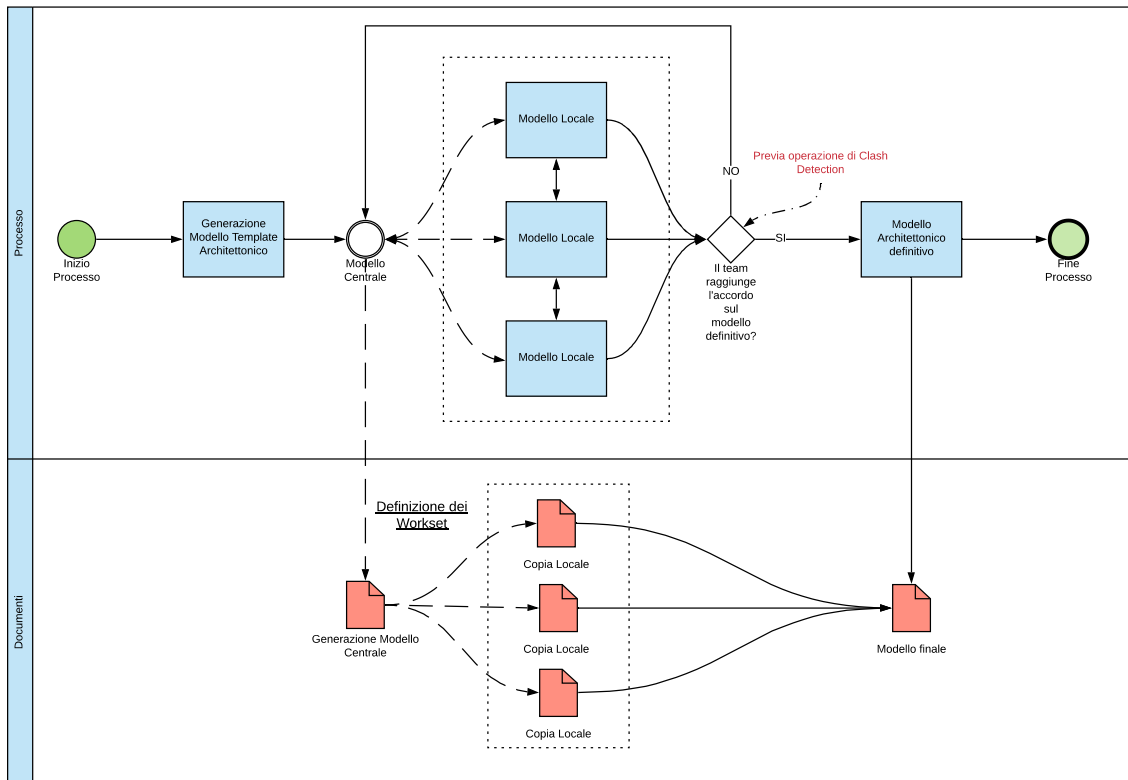 Processo
Inizio
Processo
Generazione
Modello Template
Architettonico
Modello
Centrale
Modello Locale
Modello Locale
Modello Locale
NO
Previa operazione di Clash
Detection
SI
Il team
raggiunge
l'accordo
sul
modello
definitivo?
Modello
Architettonico
definitivo
Fine
Processo
Documenti
Definizione dei
Workset
Generazione Modello
Centrale
Copia Locale
Copia Locale
Copia Locale
Modello finale